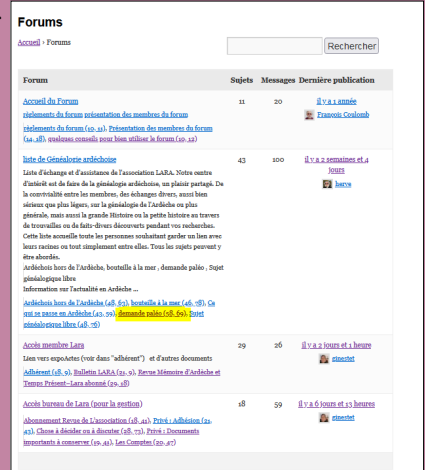 Forums
Accueil › Forums
Rechercher
Forum Sujets Messages Dernière publication
Accueil du Forum 11 20 il y a 1 année
réglements du forum présentation des membres du forum François Coulomb
réglements du forum (10, 11), Présentation des membres du forum
(14, 18), quelques conseils pour bien utiliser le forum (10, 12)
liste de Généalogie ardéchoise 43 100 il y a 2 semaines et 4
jours
Liste d'échange et d'assistance de l'association LARA. Notre centre
herve
d'intérêt est de faire de la généalogie ardéchoise, un plaisir partagé. De
la convivialité entre les membres, des échanges divers, aussi bien
sérieux que plus légers, sur la généalogie de l'Ardèche ou plus
générale, mais aussi la grande Histoire ou la petite histoire au travers
de trouvailles ou de faits-divers découverts pendant vos recherches.
Cette liste accueille toute les personnes souhaitant garder un lien avec
leurs racines ou tout simplement entre elles. Tous les sujets peuvent y
être abordés.
Ardéchois hors de l'Ardèche, bouteille à la mer , demande paléo , Sujet
généalogique libre
Information sur l'actualité en Ardèche ...
Ardéchois hors de l'Ardèche (48, 63), bouteille à la mer (46, 78), Ce
qui se passe en Ardèche (43, 59), demande paléo (58, 69), Sujet
généalogique libre (48, 76)
Accès membre Lara 29 26 il y a 2 jours et 1 heure
Lien vers expoActes (voir dans "adhérent") et d'autres documents ginestet
Adhérent (18, 9), Bulletin LARA (21, 9), Revue Mémoire d'Ardèche et
Temps Présent–Lara abonné (29, 18)
Accès bureau de Lara (pour la gestion) 18 59 il y a 6 jours et 13 heures
Abonnement Revue de L'association (18, 41), Privé : Adhésion (21,
ginestet
43), Chose à décider ou à discuter (28, 73), Privé : Documents
importants à conserver (19, 41), Les Comptes (20, 47)